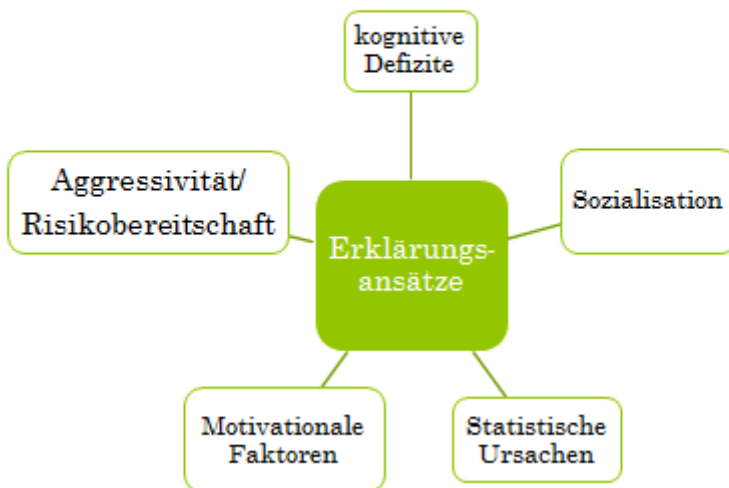 kognitive
Defizite
Aggressivität/
Risikobereitschaft
Sozialisation
Erklärungs-
ansätze
Motivationale
Faktoren
Statistische
Ursachen